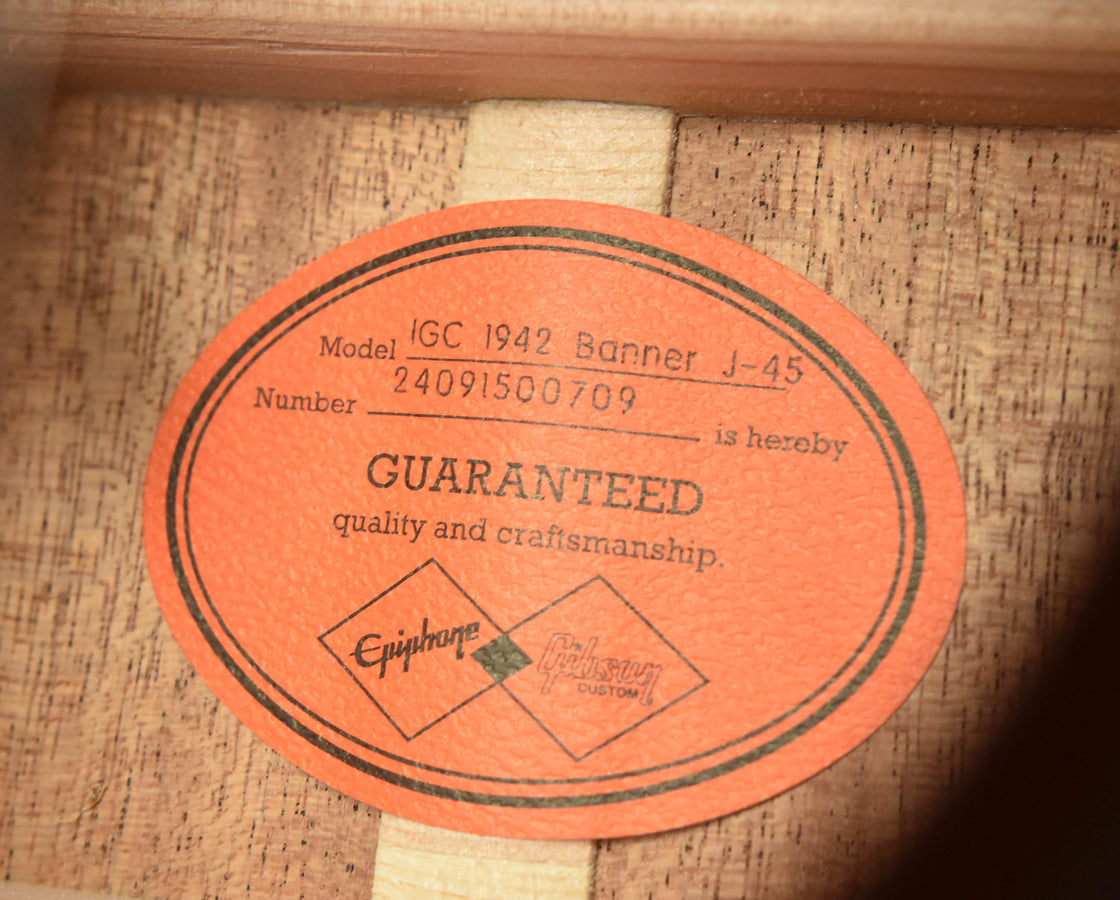 Model IGC 1942 Banner J-45
Number 24091500709 is hereby
GUARANTEED
quality and craftsmanship.
Epiphone
Gibson
CUSTOM